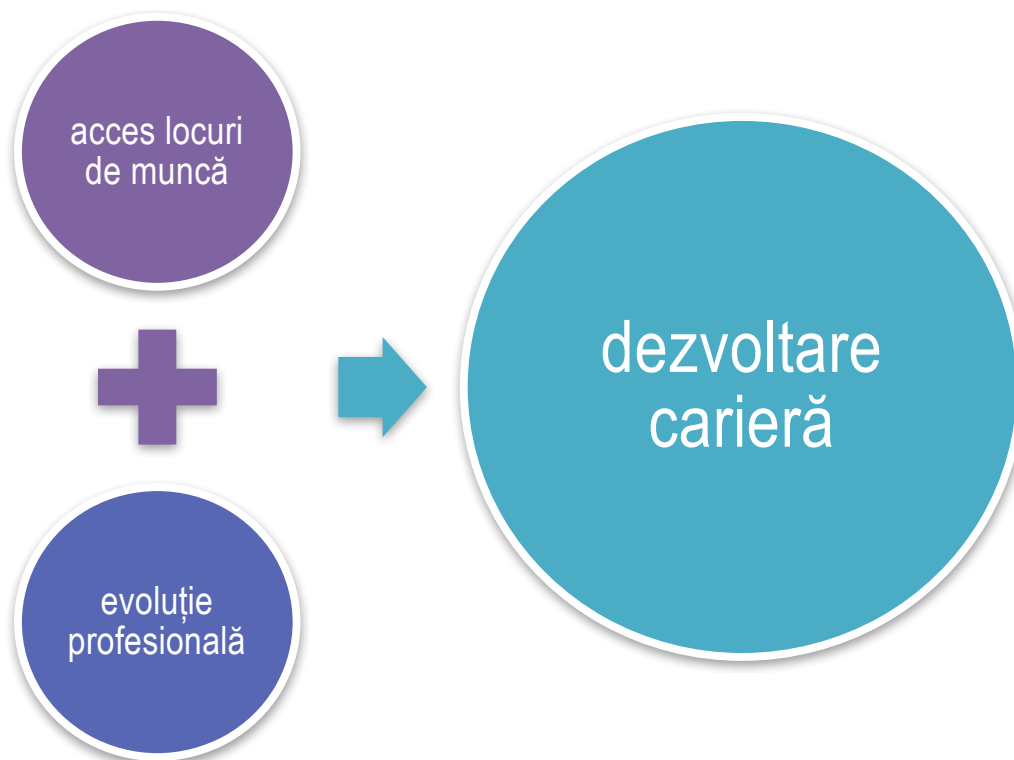 acces locuri
de muncă
evoluție
profesională
dezvoltare
carieră